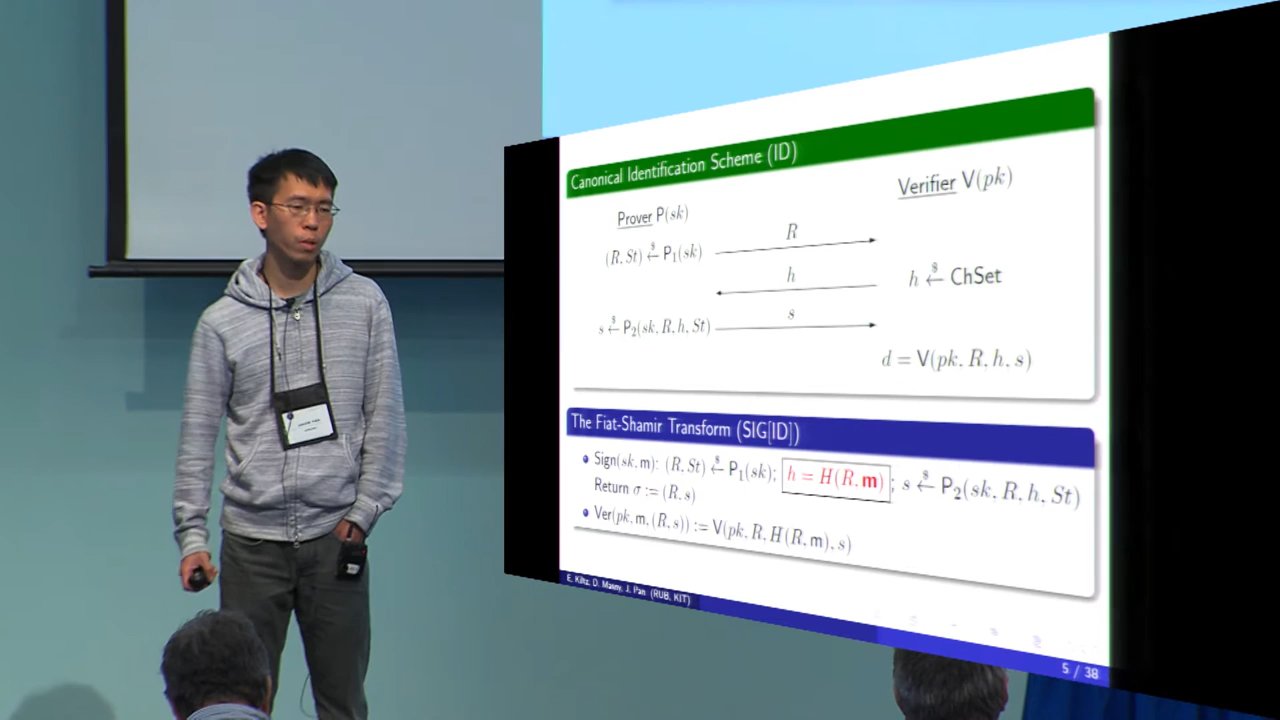 Canonical Identification Scheme (ID)
Prover P(sk)
Verifier V(pk)
(R, St) $← P₁(sk)
R
h
h $← ChSet
s $← P₂(sk, R, h, St)
s
d = V(pk, R, h, s)
The Fiat-Shamir Transform (SIG[ID])
Sign(sk, m): (R, St) $← P₁(sk); h = H(R, m) ; s $← P₂(sk, R, h, St)
Return σ := (R, s)
Ver(pk, m, (R, s)) := V(pk, R, H(R, m), s)
E. Kiltz, D. Masny, J. Pan (RUB, KIT)
5 / 38